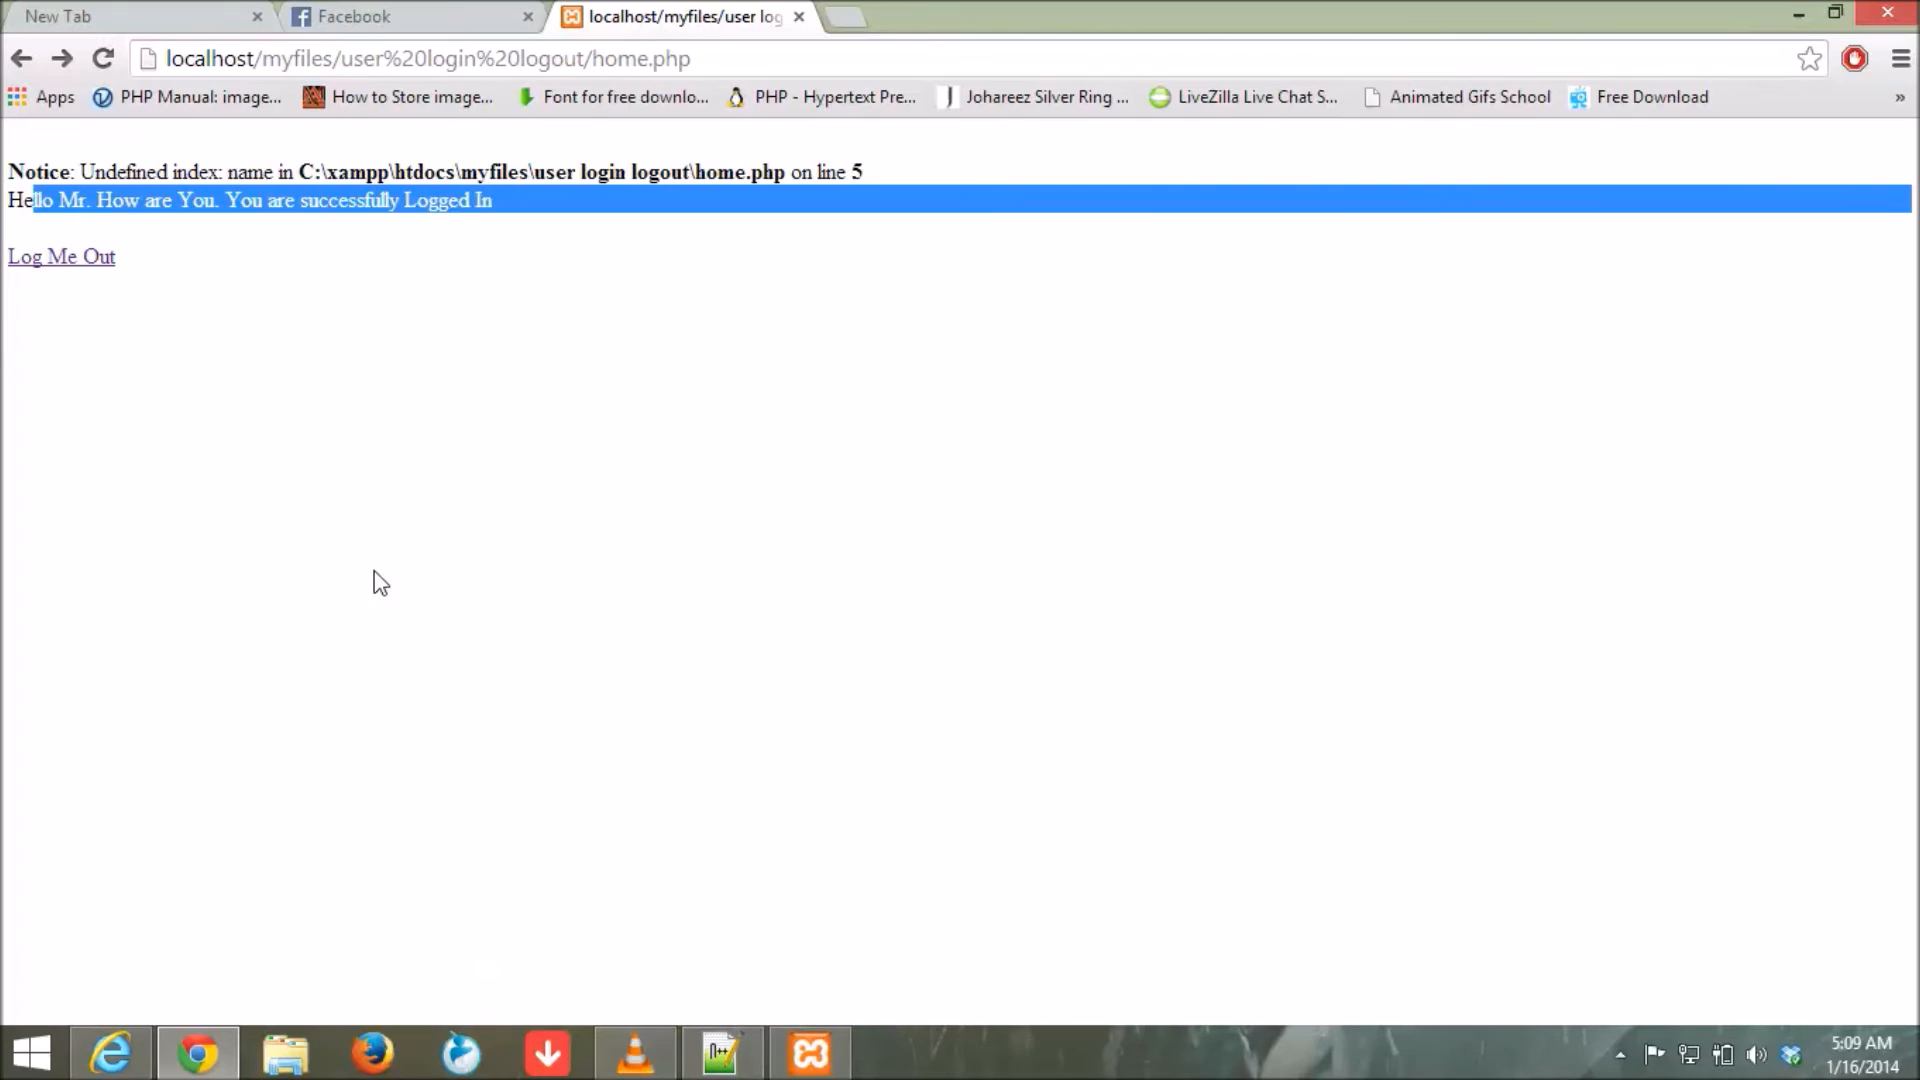 New Tab
Facebook
localhost/myfiles/user log
localhost/myfiles/user%20login%20logout/home.php
Apps
PHP Manual: image...
How to Store image...
Font for free downlo...
PHP - Hypertext Pre...
Johareez Silver Ring ...
LiveZilla Live Chat S...
Animated Gifs School
Free Download
»
Notice: Undefined index: name in C:\xampp\htdocs\myfiles\user login logout\home.php on line 5
Hello Mr. How are You. You are successfully Logged In
Log Me Out
5:09 AM
1/16/2014